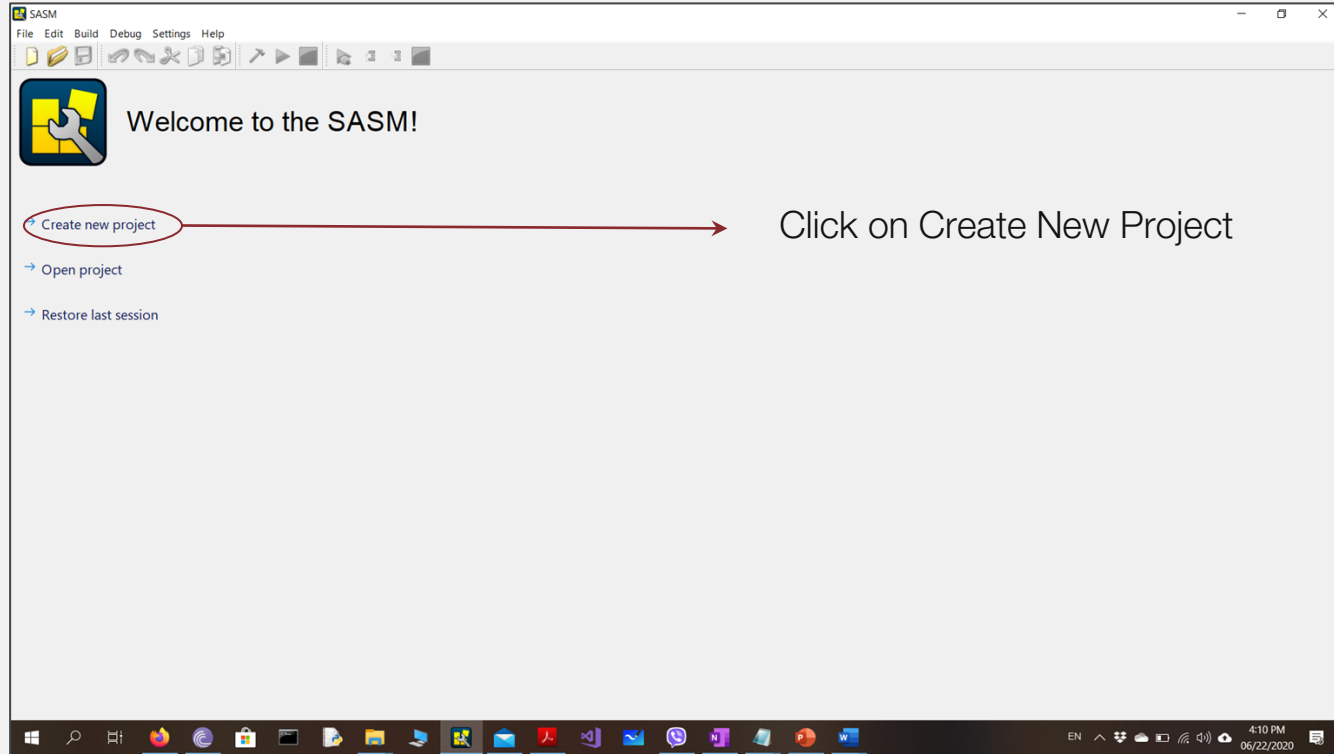 SASM
File Edit Build Debug Settings Help
Welcome to the SASM!
Create new project
Click on Create New Project
Open project
Restore last session
EN
4:10 PM
06/22/2020